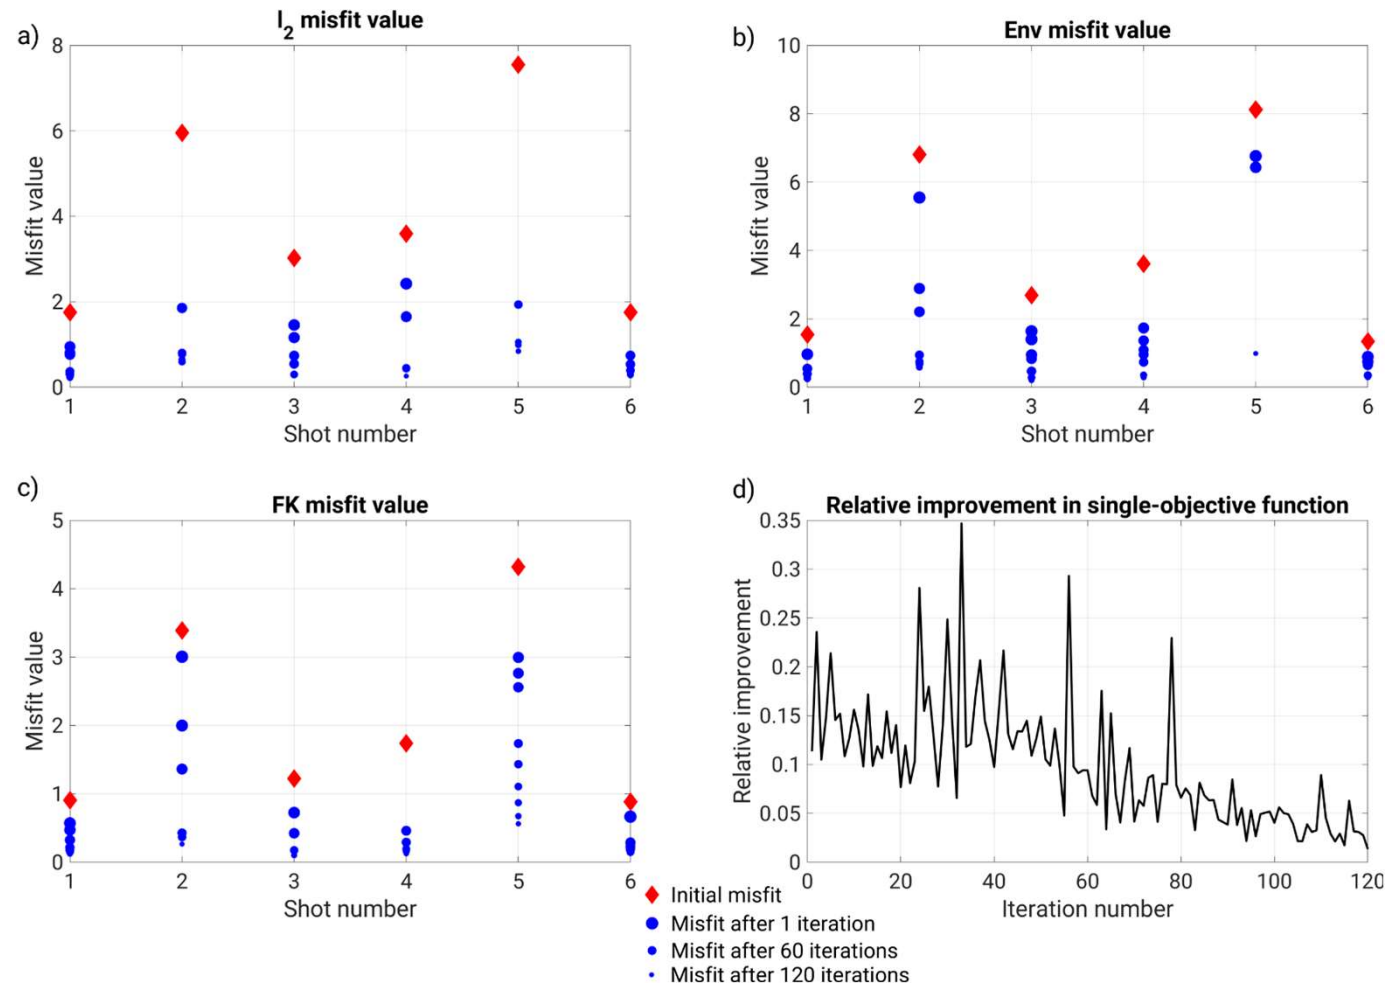 a)
l2 misfit value
8
6
4
2
0
1 2 3 4 5 6
Misfit value
Shot number
b)
Env misfit value
10
8
6
4
2
0
1 2 3 4 5 6
Misfit value
Shot number
c)
FK misfit value
5
4
3
2
1
0
1 2 3 4 5 6
Misfit value
Shot number
d)
Relative improvement in single-objective function
0.35
0.3
0.25
0.2
0.15
0.1
0.05
0
0 20 40 60 80 100 120
Relative improvement
Iteration number
Initial misfit
Misfit after 1 iteration
Misfit after 60 iterations
Misfit after 120 iterations